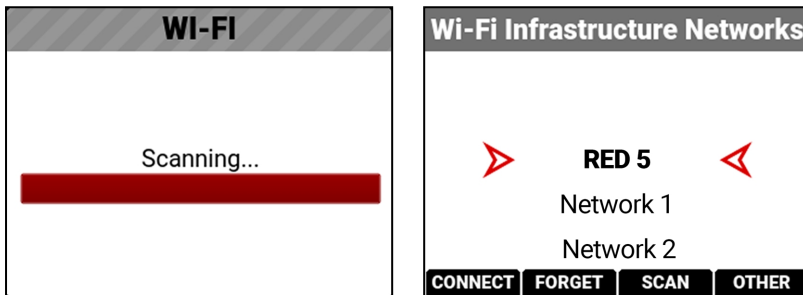 WI-FI
Scanning...
Wi-Fi Infrastructure Networks
RED 5
Network 1
Network 2
CONNECT FORGET SCAN OTHER